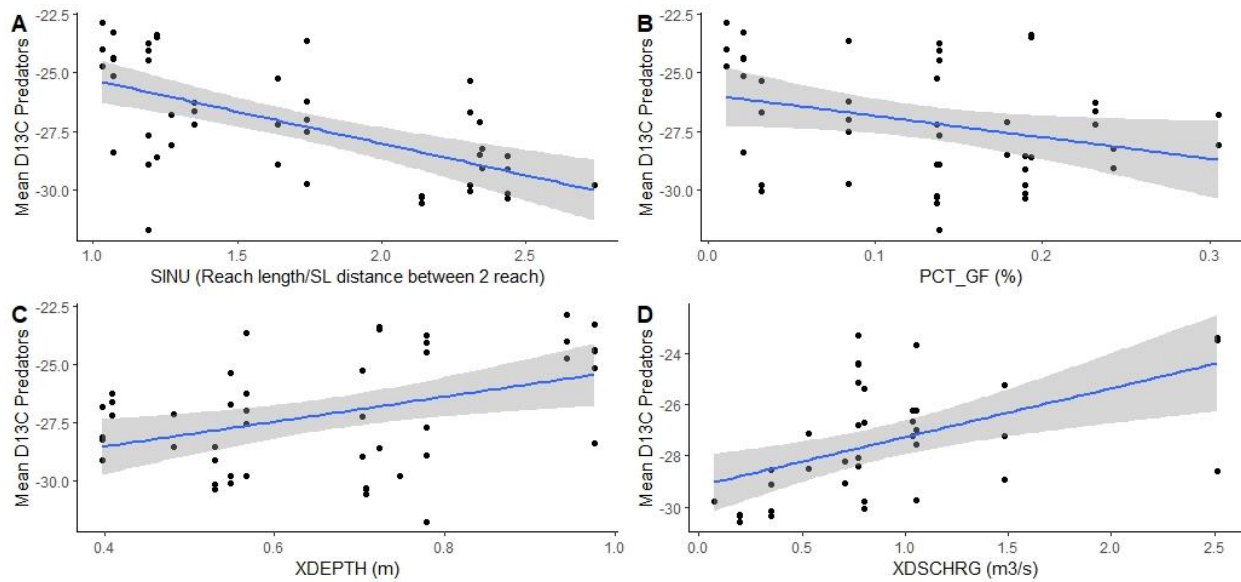 A
B
Mean D13C Predators
-22.5
-25.0
-27.5
-30.0
1.0 1.5 2.0 2.5
SINU (Reach length/SL distance between 2 reach)
Mean D13C Predators
-22.5
-25.0
-27.5
-30.0
0.0 0.1 0.2 0.3
PCT_GF (%)
C
D
Mean D13C Predators
-22.5
-25.0
-27.5
-30.0
0.4 0.6 0.8 1.0
XDEPTH (m)
Mean D13C Predators
-24
-26
-28
-30
0.0 0.5 1.0 1.5 2.0 2.5
XDSCHRG (m3/s)